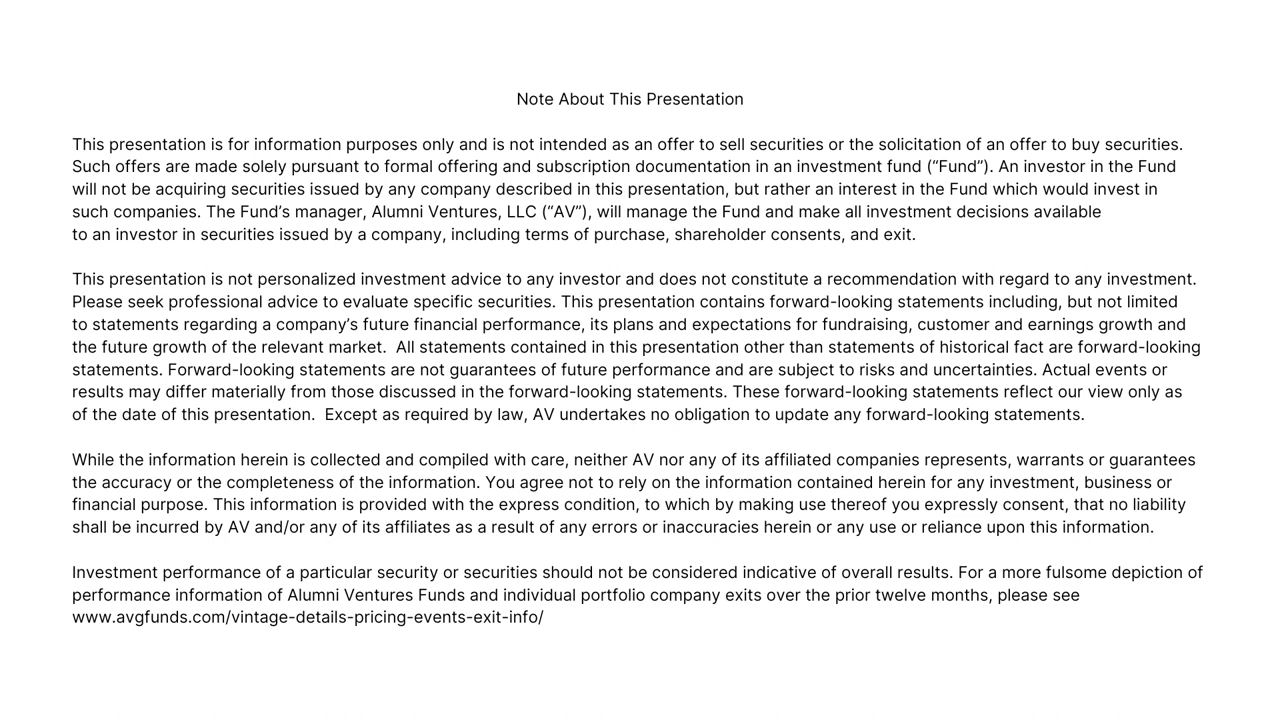 Note About This Presentation
This presentation is for information purposes only and is not intended as an offer to sell securities or the solicitation of an offer to buy securities.
Such offers are made solely pursuant to formal offering and subscription documentation in an investment fund (“Fund”). An investor in the Fund
will not be acquiring securities issued by any company described in this presentation, but rather an interest in the Fund which would invest in
such companies. The Fund’s manager, Alumni Ventures, LLC (“AV”), will manage the Fund and make all investment decisions available
to an investor in securities issued by a company, including terms of purchase, shareholder consents, and exit.
This presentation is not personalized investment advice to any investor and does not constitute a recommendation with regard to any investment.
Please seek professional advice to evaluate specific securities. This presentation contains forward-looking statements including, but not limited
to statements regarding a company’s future financial performance, its plans and expectations for fundraising, customer and earnings growth and
the future growth of the relevant market.  All statements contained in this presentation other than statements of historical fact are forward-looking
statements. Forward-looking statements are not guarantees of future performance and are subject to risks and uncertainties. Actual events or
results may differ materially from those discussed in the forward-looking statements. These forward-looking statements reflect our view only as
of the date of this presentation.  Except as required by law, AV undertakes no obligation to update any forward-looking statements.
While the information herein is collected and compiled with care, neither AV nor any of its affiliated companies represents, warrants or guarantees
the accuracy or the completeness of the information. You agree not to rely on the information contained herein for any investment, business or
financial purpose. This information is provided with the express condition, to which by making use thereof you expressly consent, that no liability
shall be incurred by AV and/or any of its affiliates as a result of any errors or inaccuracies herein or any use or reliance upon this information.
Investment performance of a particular security or securities should not be considered indicative of overall results. For a more fulsome depiction of
performance information of Alumni Ventures Funds and individual portfolio company exits over the prior twelve months, please see
www.avgfunds.com/vintage-details-pricing-events-exit-info/